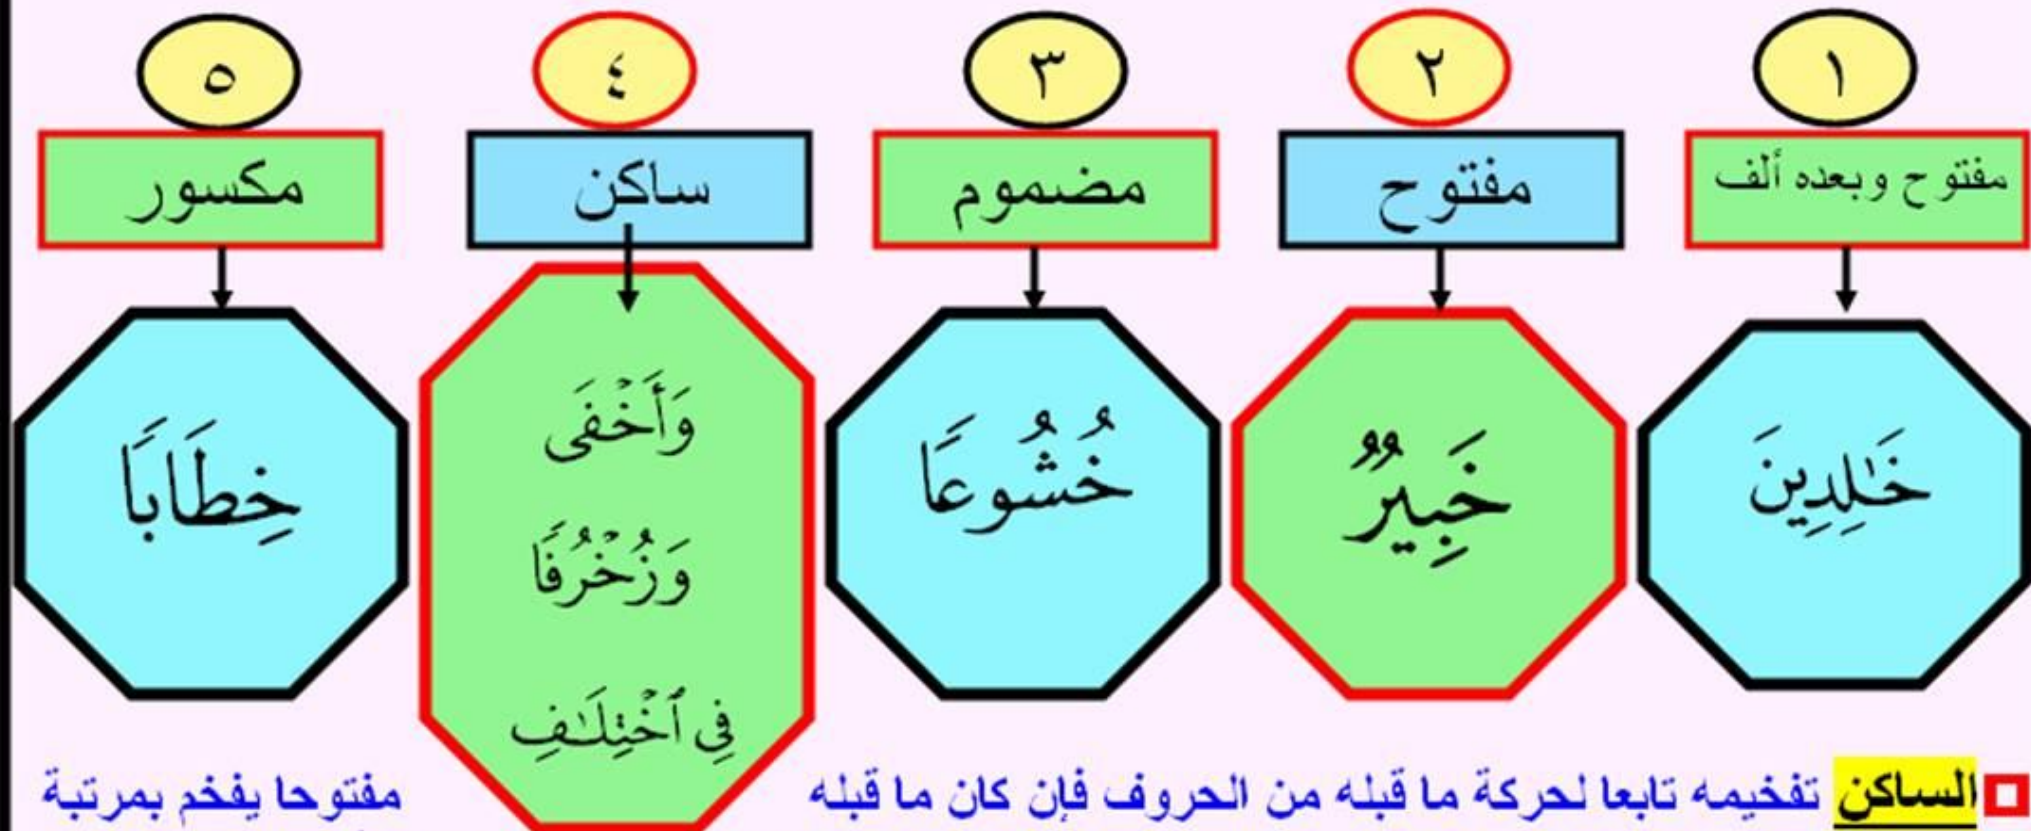 ١ ٢ ٣ ٤ ٥
مفتوح وبعده ألف
مفتوح
مضموم
ساكن
مكسور
خَـٰلِدِينَ
خَبِيرٌۭ
خُشُوعًۭا
وَأَخْفَى
وَزُخْرُفًۭا
فِى ٱخْتِلَـٰفِ
خِطَابًۭا
الساكن تفخيمه تابعا لحركة ما قبله من الحروف فإن كان ما قبله مفتوحا يفخم بمرتبة